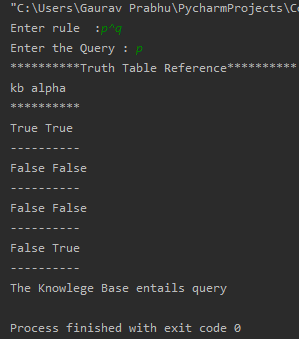 "C:\Users\Gaurav Prabhu\PycharmProjects\Co
Enter rule  :p^q
Enter the Query : p
**********Truth Table Reference**********
kb alpha
**********
True True
----------
False False
----------
False False
----------
False True
----------
The Knowlege Base entails query
Process finished with exit code 0